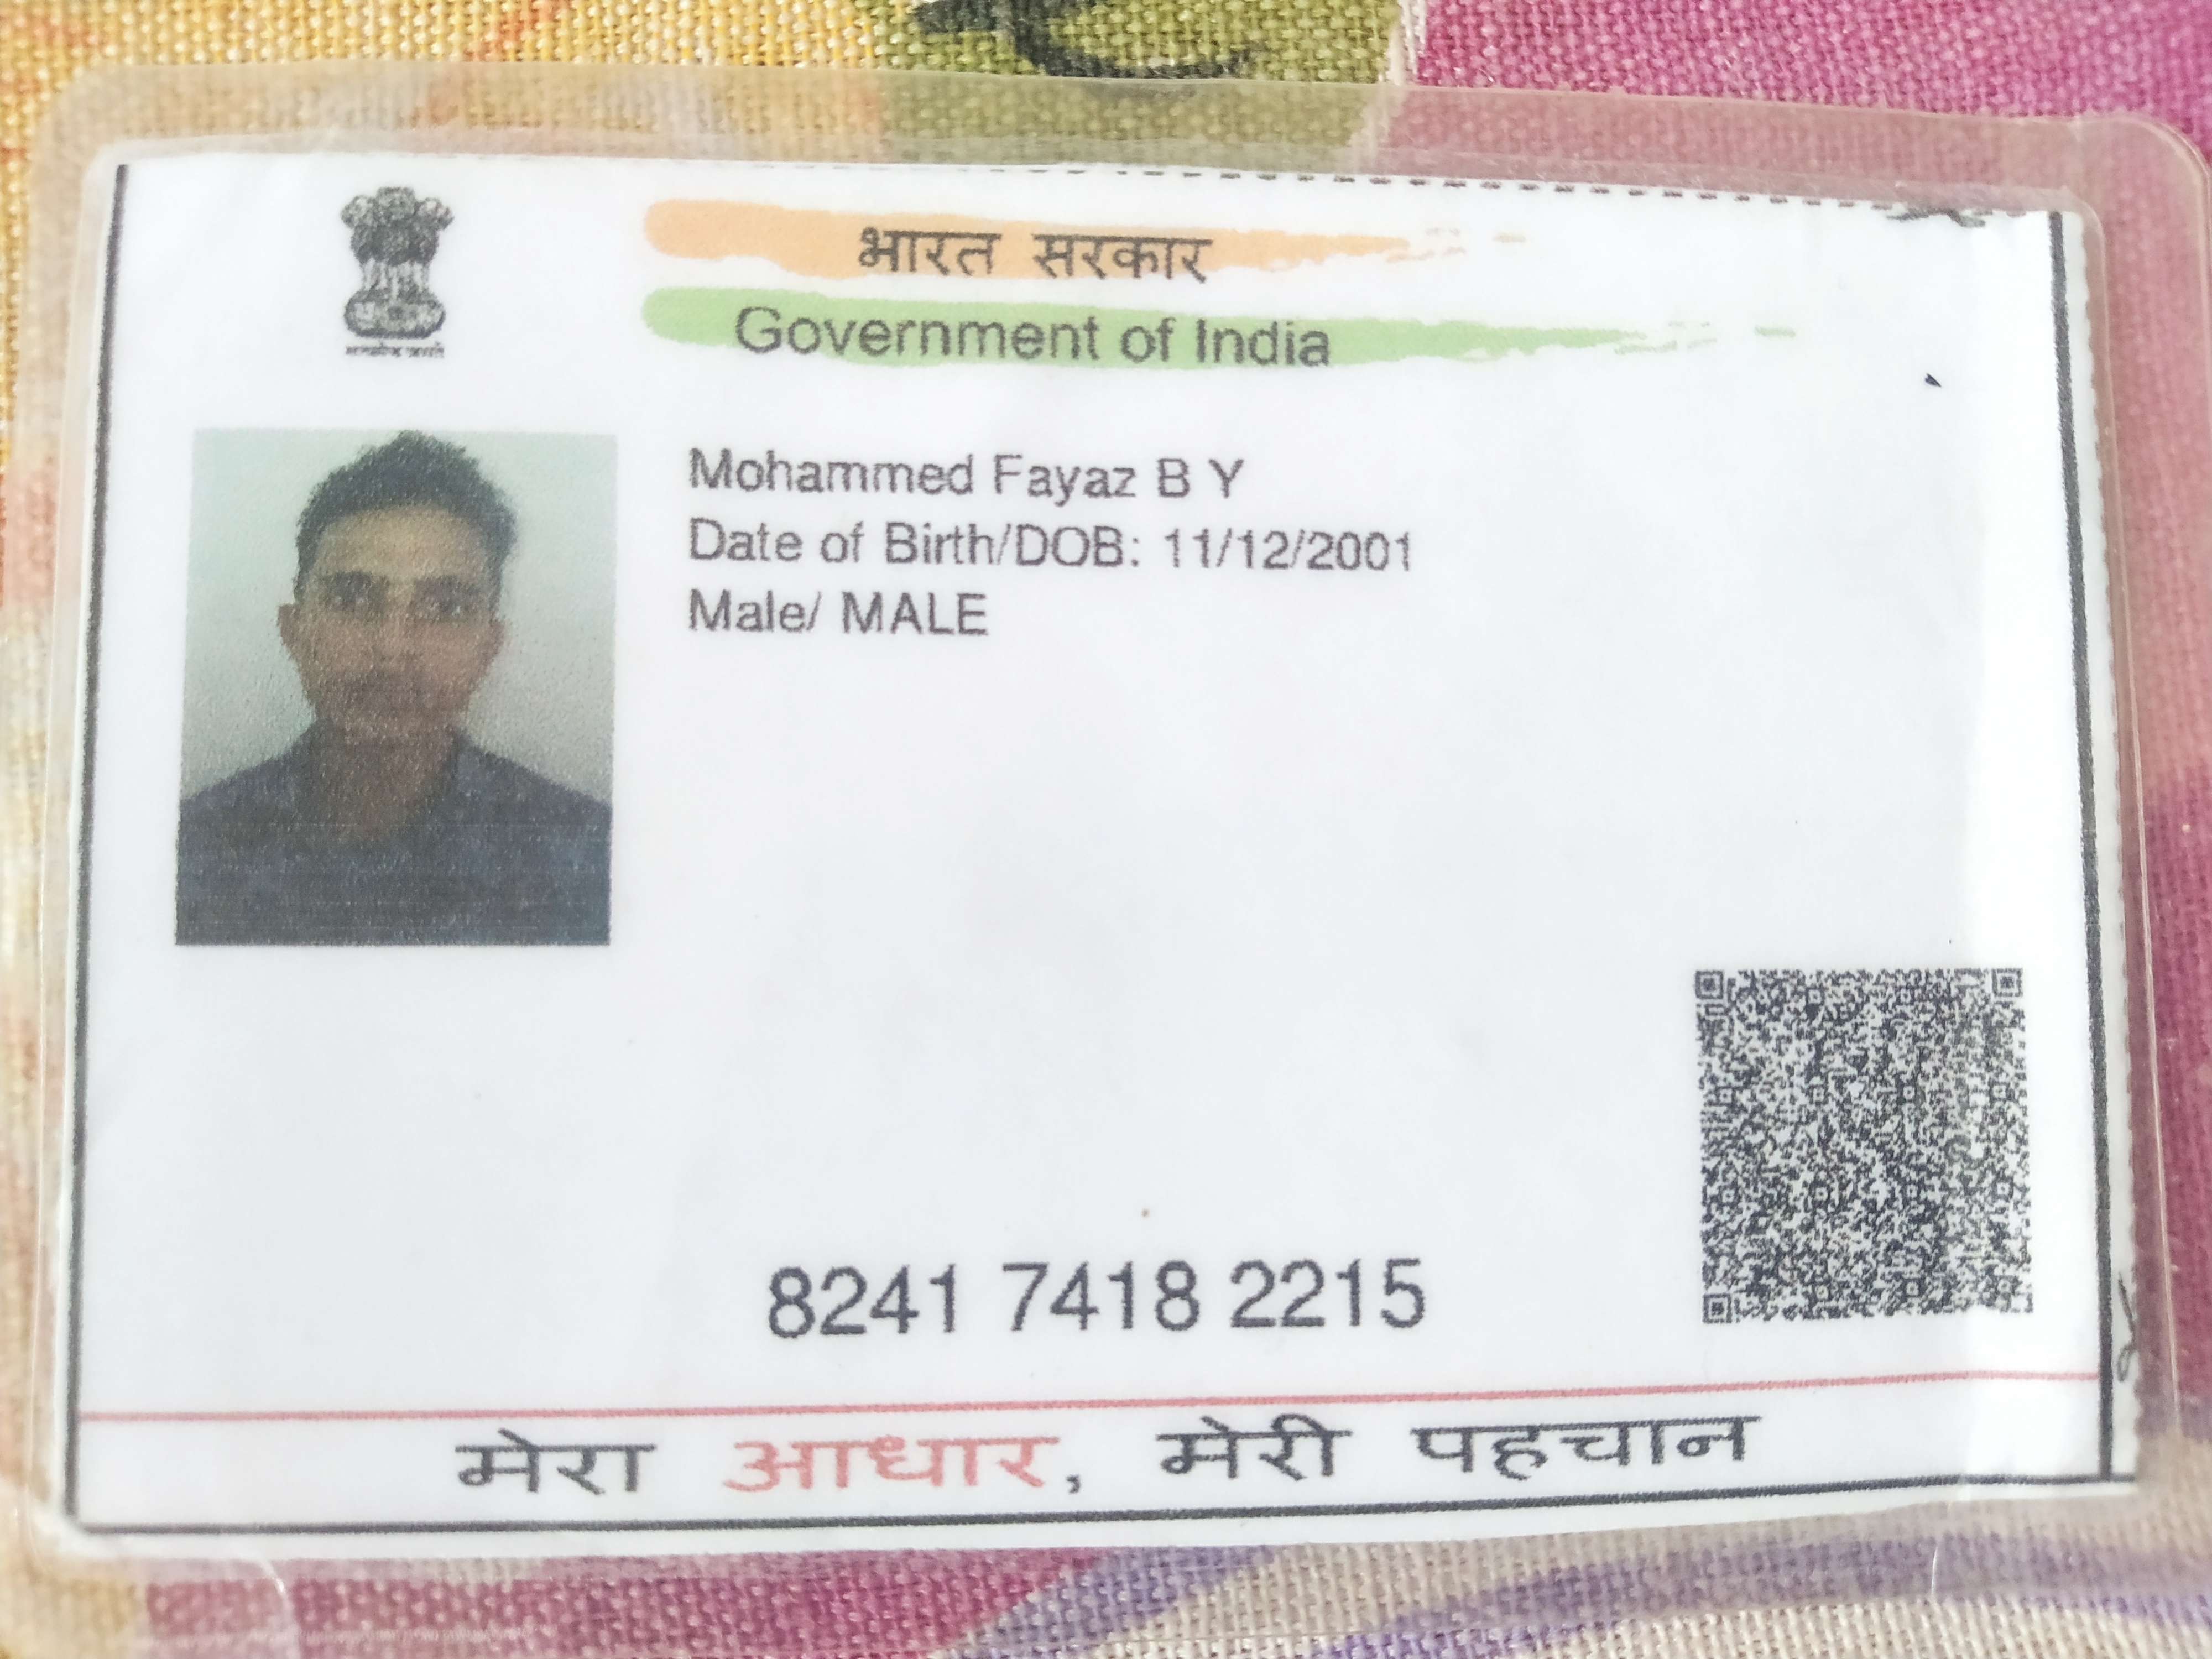 भारत सरकार
Government of India
Mohammed Fayaz B Y
Date of Birth/DOB: 11/12/2001
Male/ MALE
8241 7418 2215
मेरा आधार, मेरी पहचान